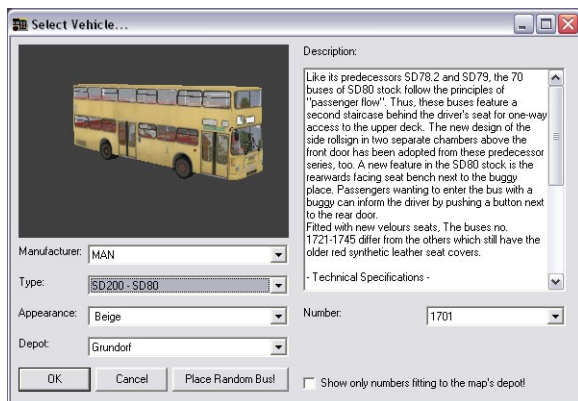 Select Vehicle...
Description:
Like its predecessors SD78.2 and SD79, the 70
buses of SD80 stock follow the principles of
"passenger flow". Thus, these buses feature a
second staircase behind the driver's seat for one-way
access to the upper deck. The new design of the
side rollsign in two separate chambers above the
front door has been adopted from these predecessor
series, too. A new feature in the SD80 stock is the
rearwards facing seat bench next to the buggy
place. Passengers wanting to enter the bus with a
buggy can inform the driver by pushing a button next
to the rear door.
Fitted with new velours seats, The buses no.
1721-1745 differ from the others which still have the
older red synthetic leather seat covers.
- Technical Specifications -
Manufacturer: MAN
Type: SD200 - SD80
Appearance: Beige
Number: 1701
Depot: Grundorf
OK Cancel Place Random Bus!
Show only numbers fitting to the map's depot!